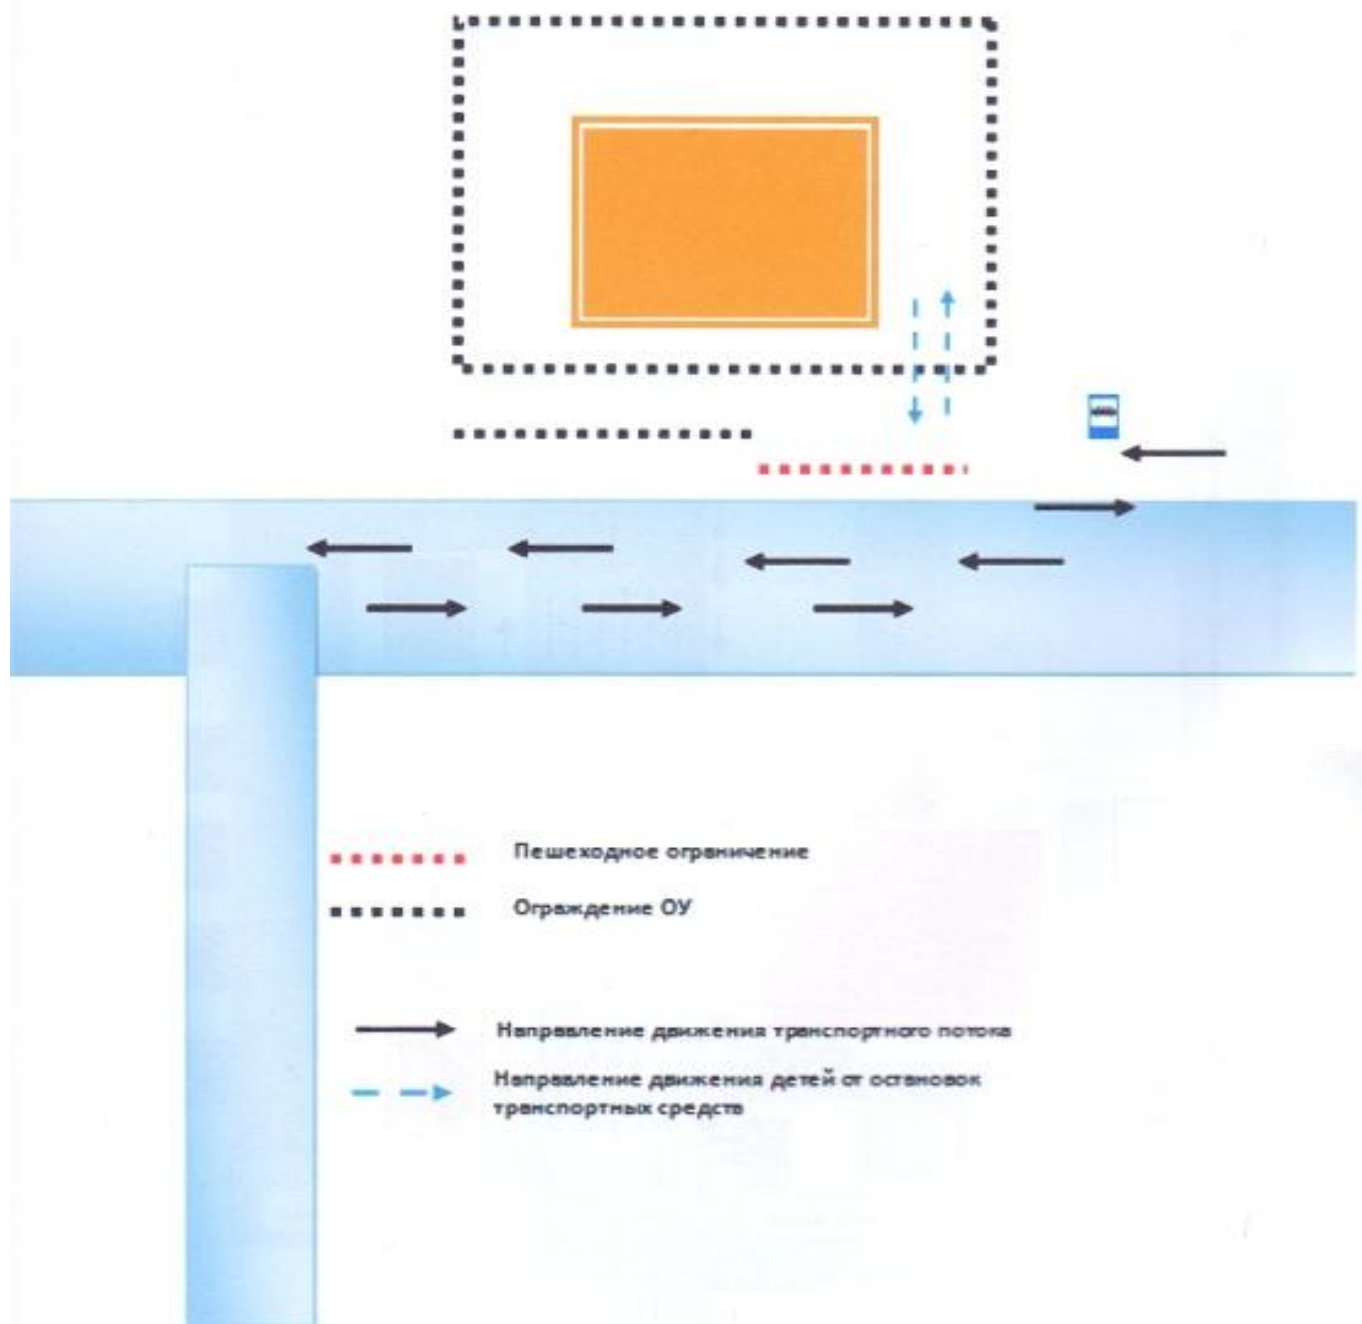 Пешеходное ограничение
Ограждение ОУ
Направление движения транспортного потока
Направление движения детей от остановок
транспортных средств